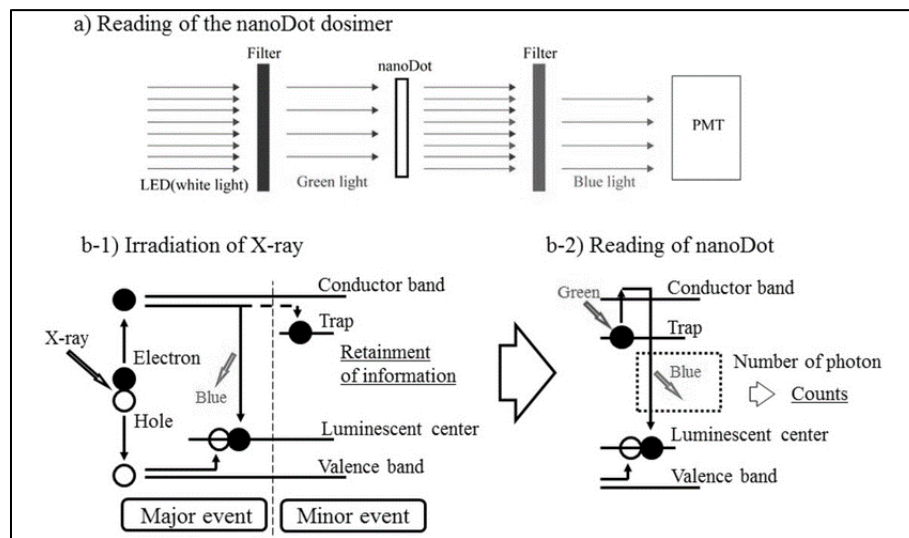 a) Reading of the nanoDot dosimer
Filter
nanoDot
Filter
PMT
LED(white light)
Green light
Blue light
b-1) Irradiation of X-ray
Conductor band
Trap
X-ray
Electron
Retainment
of information
Blue
Hole
Luminescent center
Valence band
Major event
Minor event
b-2) Reading of nanoDot
Conductor band
Green
Trap
Number of photon
Blue
Counts
Luminescent center
Valence band